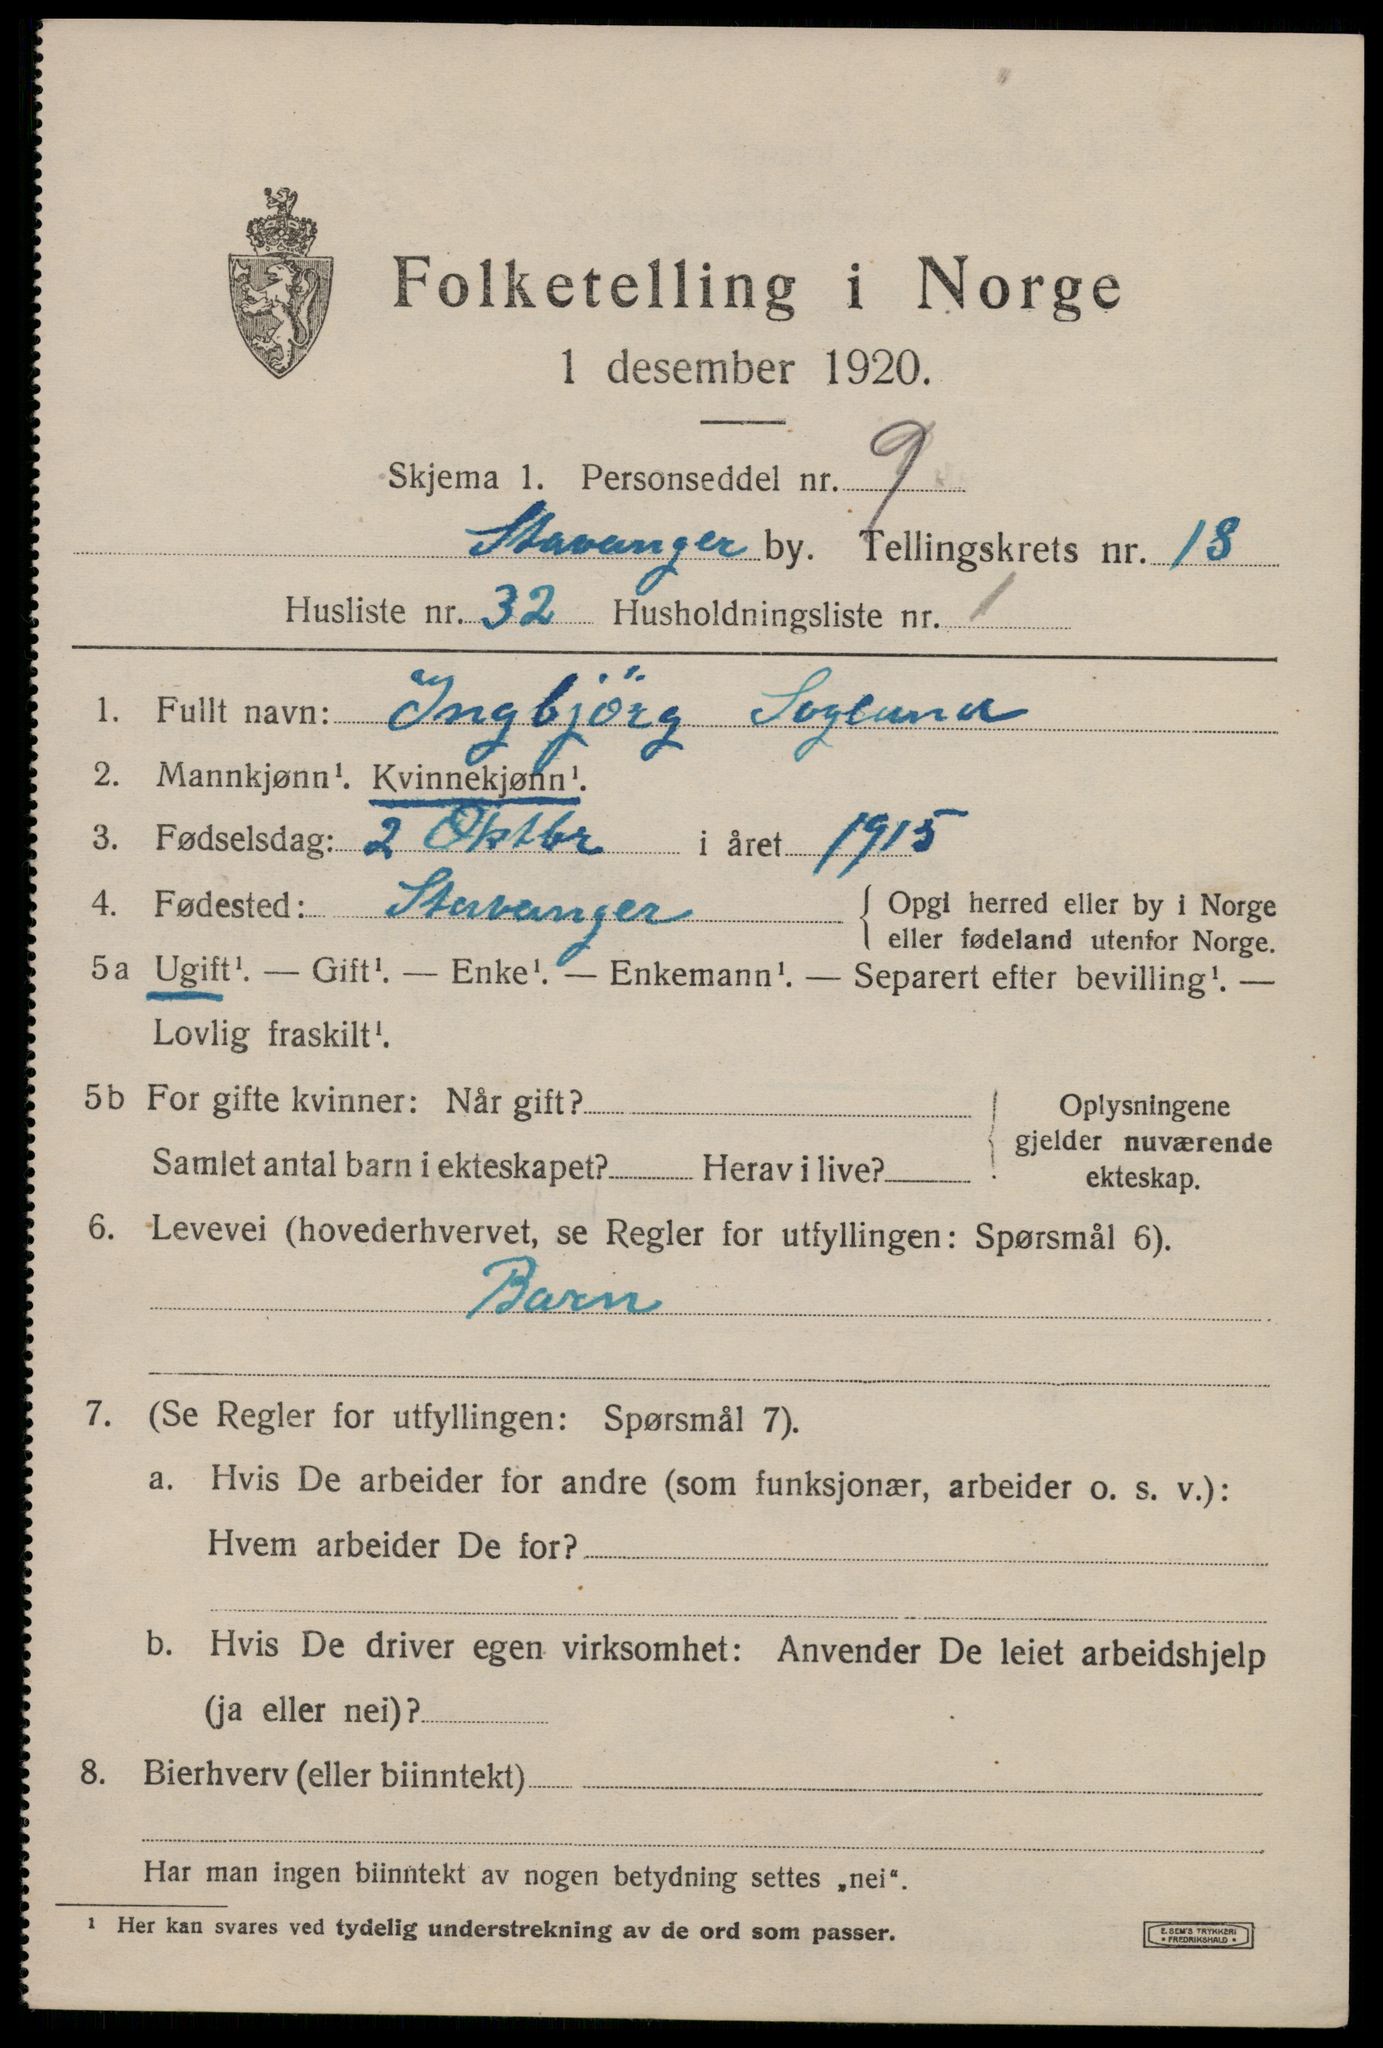 Folketelling i Norge
1 desember 1920.
Skjema 1. Personseddel nr. 9
Stavanger by. Tellingskrets nr. 18
Husliste nr. 32 Husholdningsliste nr. 1
1. Fullt navn: Ingbjörg Sogland
2. Mannkjønn¹. Kvinnekjønn¹.
3. Fødselsdag: 2 Oktbr i året 1915
4. Fødested: Stavanger { Opgi herred eller by i Norge
eller fødeland utenfor Norge.
5a Ugift¹. — Gift¹. — Enke¹. — Enkemann¹. — Separert efter bevilling¹. —
Lovlig fraskilt¹.
5b For gifte kvinner: Når gift?
Samlet antal barn i ekteskapet? Herav i live?
Oplysningene
gjelder nuværende
ekteskap.
6. Levevei (hovederhvervet, se Regler for utfyllingen: Spørsmål 6).
Barn
7. (Se Regler for utfyllingen: Spørsmål 7).
a. Hvis De arbeider for andre (som funksjonær, arbeider o. s. v.):
Hvem arbeider De for?
b. Hvis De driver egen virksomhet: Anvender De leiet arbeidshjelp
(ja eller nei)?
8. Bierhverv (eller biinntekt)
Har man ingen biinntekt av nogen betydning settes „nei“.
¹ Her kan svares ved tydelig understrekning av de ord som passer.
E. SEM'S TRYKKERI
• FREDRIKSHALD •